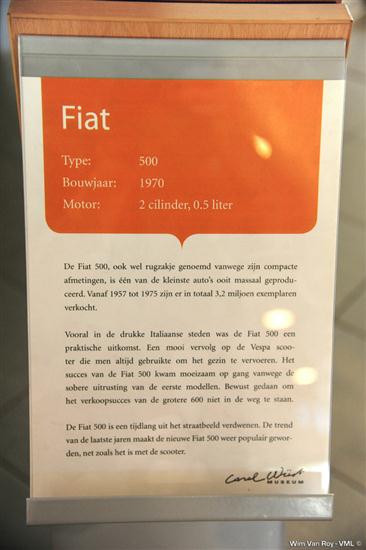 Fiat
Type: 500
Bouwjaar: 1970
Motor: 2 cilinder, 0.5 liter
De Fiat 500, ook wel rugzakje genoemd vanwege zijn compacte
afmetingen, is één van de kleinste auto's ooit massaal geprodu-
ceerd. Vanaf 1957 tot 1975 zijn er in totaal 3,2 miljoen exemplaren
verkocht.
Vooral in de drukke Italiaanse steden was de Fiat 500 een
praktische uitkomst. Een mooi vervolg op de Vespa scoo-
ter die men altijd gebruikte om het gezin te vervoeren. Het
succes van de Fiat 500 kwam moeizaam op gang vanwege de
sobere uitrusting van de eerste modellen. Bewust gedaan om
het verkoopsucces van de grotere 600 niet in de weg te staan.
De Fiat 500 is een tijdlang uit het straatbeeld verdwenen. De trend
van de laatste jaren maakt de nieuwe Fiat 500 weer populair gewor-
den, net zoals het is met de scooter.
MUSEUM
Wim Van Roy - VML ©